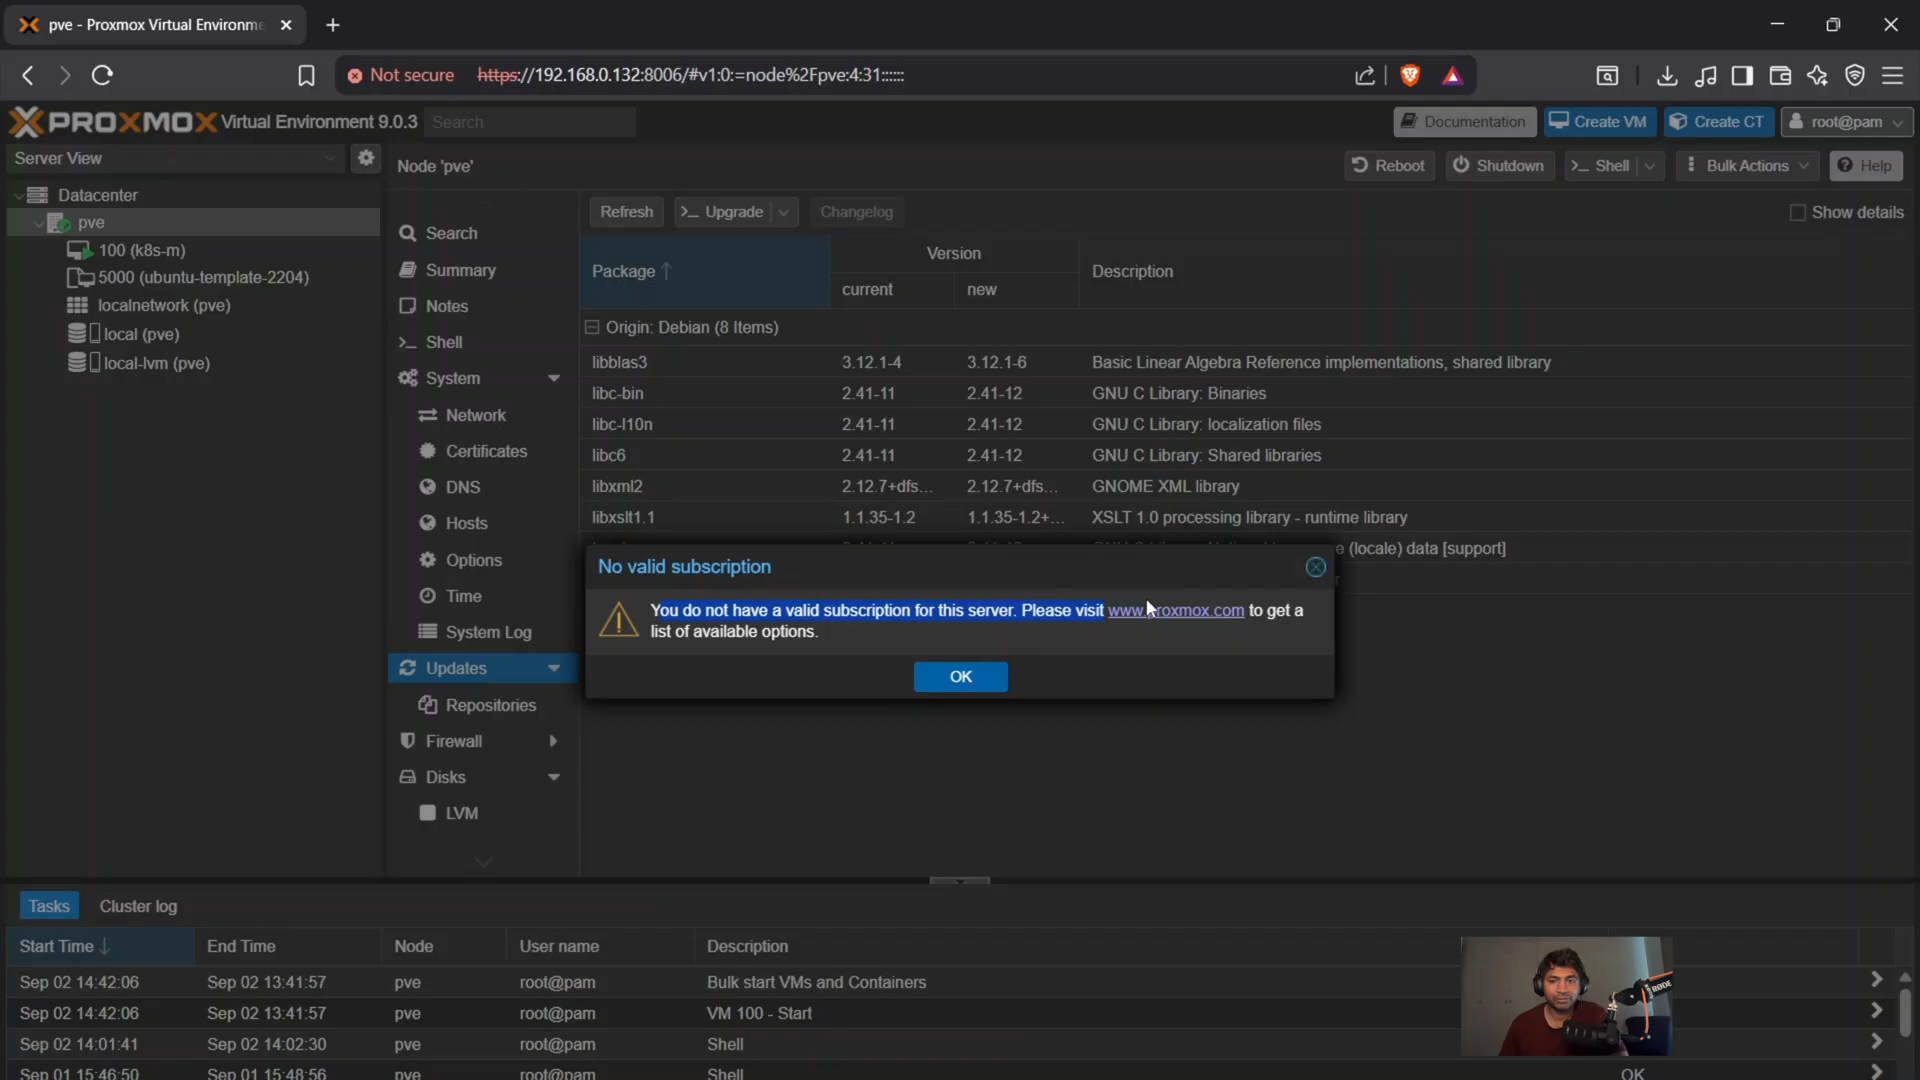 pve - Proxmox Virtual Environme
Not secure https://192.168.0.132:8006/#v1:0:=node%2Fpve:4:31::::::
PROXMOX Virtual Environment 9.0.3 Search Documentation Create VM Create CT root@pam
Server View Node 'pve' Reboot Shutdown >_ Shell Bulk Actions Help
Datacenter
pve
100 (k8s-m)
5000 (ubuntu-template-2204)
localnetwork (pve)
local (pve)
local-lvm (pve)
Search
Summary
Notes
Shell
System
Network
Certificates
DNS
Hosts
Options
Time
System Log
Updates
Repositories
Firewall
Disks
LVM
Refresh >_ Upgrade Changelog Show details
Package Version Description
current new
Origin: Debian (8 Items)
libblas3 3.12.1-4 3.12.1-6 Basic Linear Algebra Reference implementations, shared library
libc-bin 2.41-11 2.41-12 GNU C Library: Binaries
libc-l10n 2.41-11 2.41-12 GNU C Library: localization files
libc6 2.41-11 2.41-12 GNU C Library: Shared libraries
libxml2 2.12.7+dfs... 2.12.7+dfs... GNOME XML library
libxslt1.1 1.1.35-1.2 1.1.35-1.2+... XSLT 1.0 processing library - runtime library
(locale) data [support]
No valid subscription
You do not have a valid subscription for this server. Please visit www.proxmox.com to get a
list of available options.
OK
Tasks Cluster log
Start Time End Time Node User name Description
Sep 02 14:42:06 Sep 02 13:41:57 pve root@pam Bulk start VMs and Containers
Sep 02 14:42:06 Sep 02 13:41:57 pve root@pam VM 100 - Start
Sep 02 14:01:41 Sep 02 14:02:30 pve root@pam Shell
Sep 01 15:46:50 Sep 01 15:48:56 pve root@pam Shell OK
RØDE